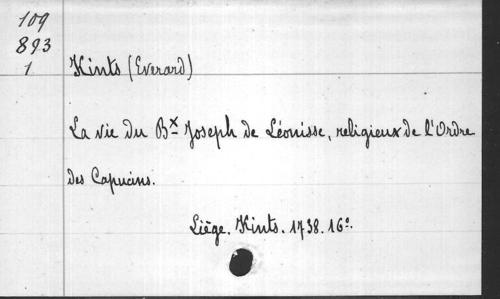 109
893
1
Kints (Everard)
La vie du Bx Joseph de Léonisse, religieux de l'Ordre
des Capucins.
Liège. Kints. 1738. 16º.